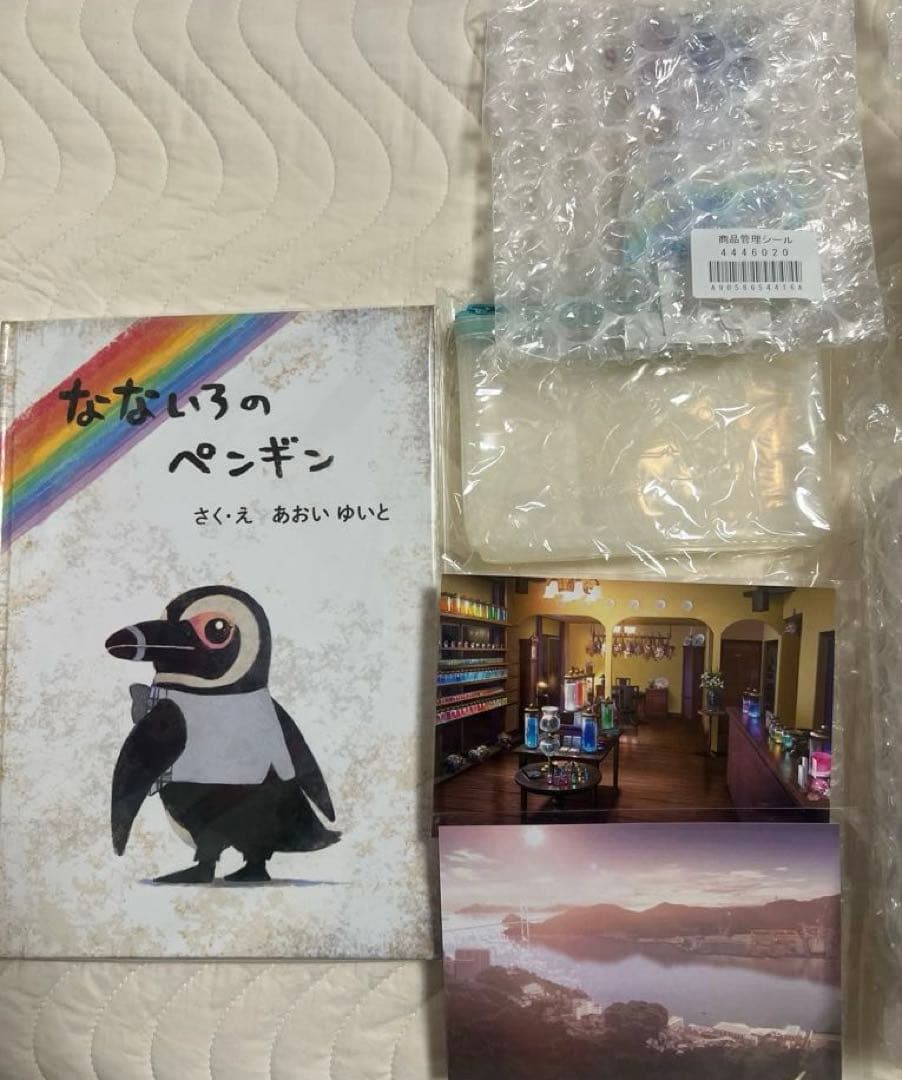 なないろの
ペンギン
さく・え　あおい ゆいと
商品管理シール
4446020
A90586544168